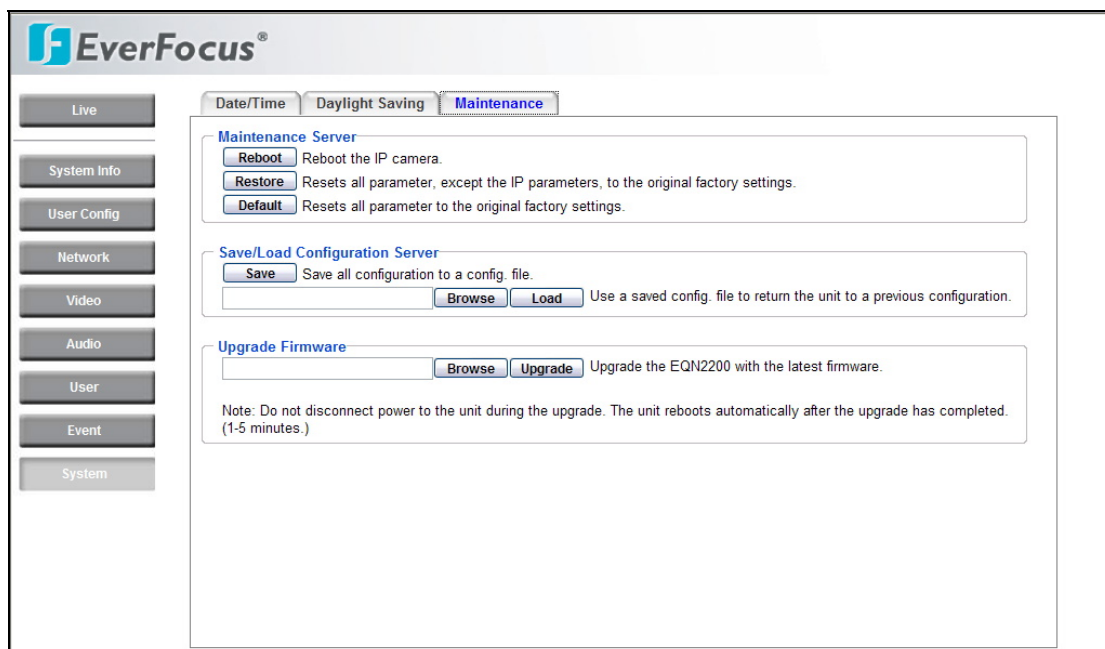 EverFocus®
Live
System Info
User Config
Network
Video
Audio
User
Event
System
Date/Time Daylight Saving Maintenance
Maintenance Server
Reboot Reboot the IP camera.
Restore Resets all parameter, except the IP parameters, to the original factory settings.
Default Resets all parameter to the original factory settings.
Save/Load Configuration Server
Save Save all configuration to a config. file.
Browse Load Use a saved config. file to return the unit to a previous configuration.
Upgrade Firmware
Browse Upgrade Upgrade the EQN2200 with the latest firmware.
Note: Do not disconnect power to the unit during the upgrade. The unit reboots automatically after the upgrade has completed.
(1-5 minutes.)